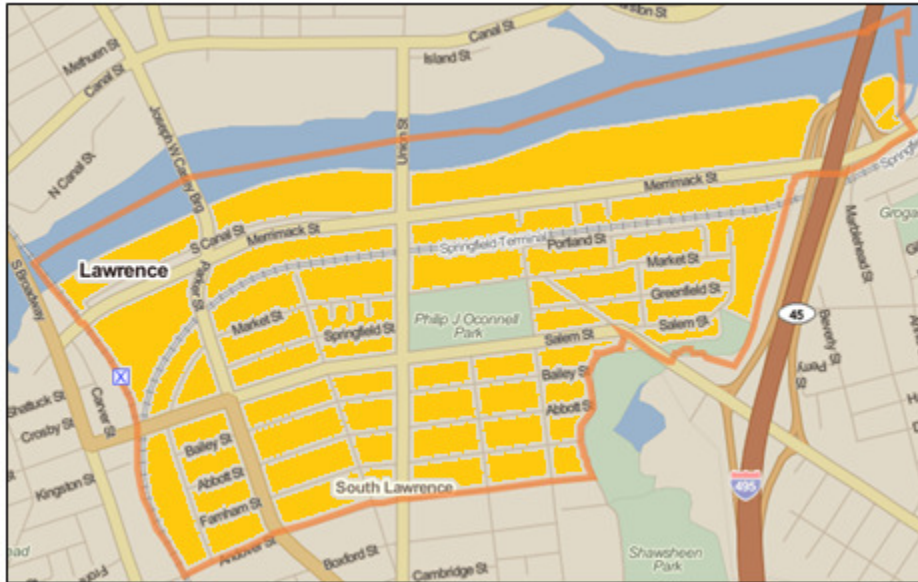 Canal St
Island St
Methuen St
Canal St
N Canal St
Joseph W Casey Brg
Union St
Merrimack St
S Canal St
Merrimack St
Springfield Terminal
Portland St
Market St
Greenfield St
Salem St
Lawrence
S Broadway
Parker St
Market St
Springfield St
Philip J Oconnell
Park
Salem St
Marblehead St
45
Beverly St
Perry St
Shattuck St
Crosby St
Carver St
Kingston St
Bailey St
Abbott St
Farnham St
Andover St
Boxford St
Bailey St
Abbott St
South Lawrence
495
Shawsheen
Park
Cambridge St